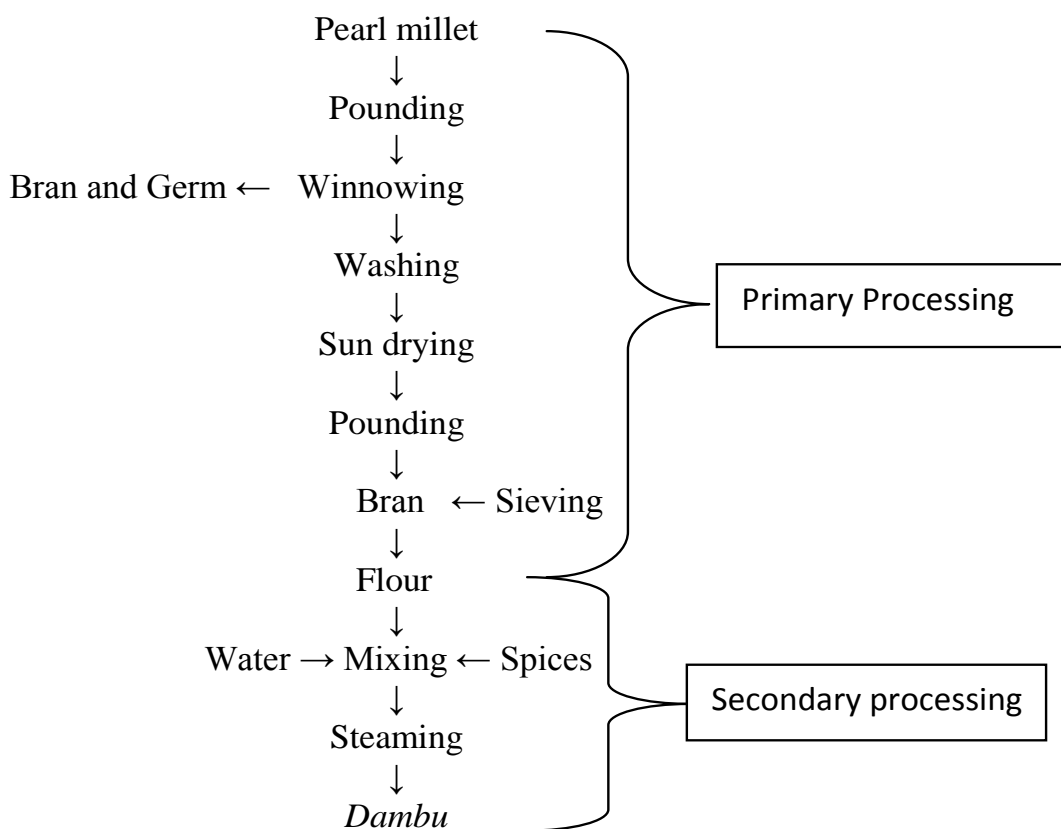 Pearl millet
↓
Pounding
↓
Bran and Germ ← Winnowing
↓
Washing
↓
Primary Processing
Sun drying
↓
Pounding
↓
Bran ← Sieving
↓
Flour
↓
Water → Mixing ← Spices
↓
Secondary processing
Steaming
↓
Dambu